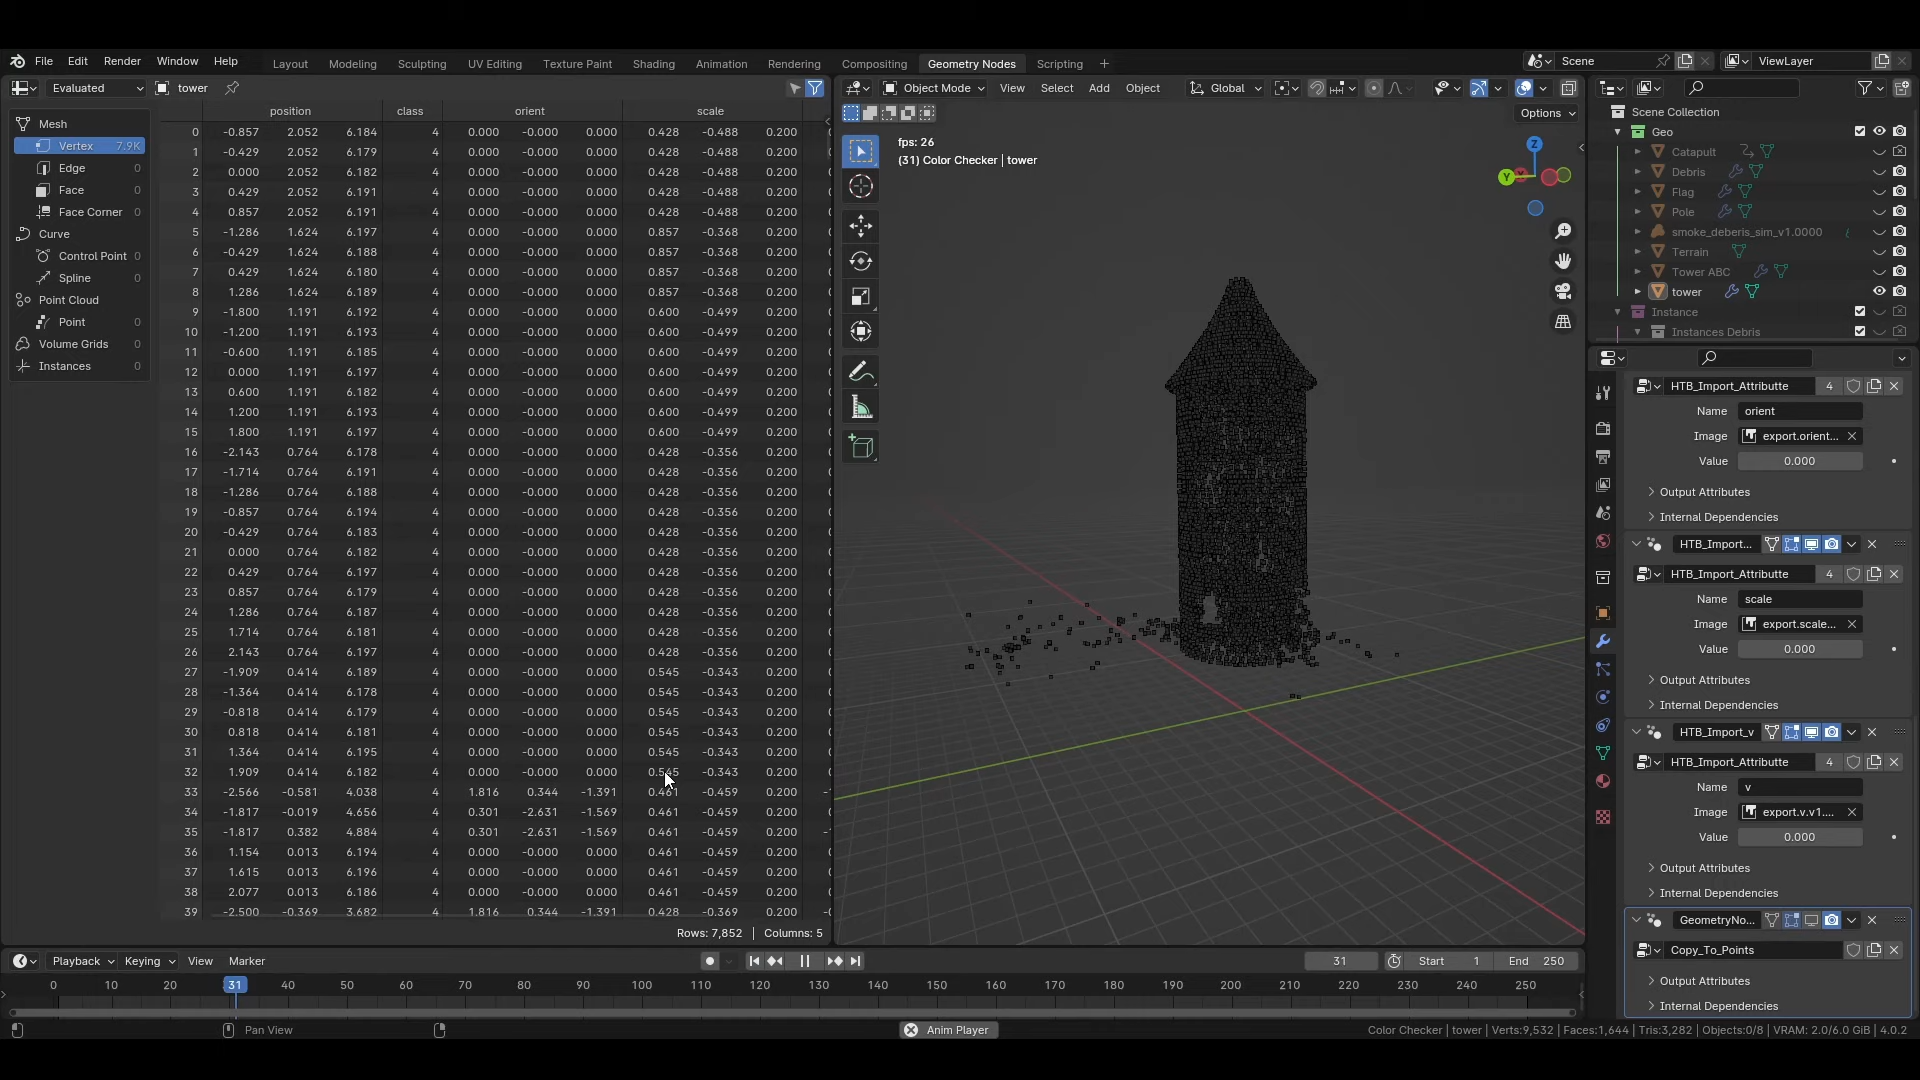 File Edit Render Window Help Layout Modeling Sculpting UV Editing Texture Paint Shading Animation Rendering Compositing Geometry Nodes Scripting + Scene ViewLayer
Evaluated tower Object Mode View Select Add Object Global
position class orient scale
Options
0 -0.857 2.052 6.184 4 0.000 -0.000 0.000 0.428 -0.488 0.200
1 -0.429 2.052 6.179 4 0.000 -0.000 0.000 0.428 -0.488 0.200
2 0.000 2.052 6.182 4 0.000 -0.000 0.000 0.428 -0.488 0.200
3 0.429 2.052 6.191 4 0.000 -0.000 0.000 0.428 -0.488 0.200
4 0.857 2.052 6.191 4 0.000 -0.000 0.000 0.428 -0.488 0.200
5 -1.286 1.624 6.197 4 0.000 -0.000 0.000 0.857 -0.368 0.200
6 -0.429 1.624 6.188 4 0.000 -0.000 0.000 0.857 -0.368 0.200
7 0.429 1.624 6.180 4 0.000 -0.000 0.000 0.857 -0.368 0.200
8 1.286 1.624 6.189 4 0.000 -0.000 0.000 0.857 -0.368 0.200
9 -1.800 1.191 6.192 4 0.000 -0.000 0.000 0.600 -0.499 0.200
10 -1.200 1.191 6.193 4 0.000 -0.000 0.000 0.600 -0.499 0.200
11 -0.600 1.191 6.185 4 0.000 -0.000 0.000 0.600 -0.499 0.200
12 0.000 1.191 6.197 4 0.000 -0.000 0.000 0.600 -0.499 0.200
13 0.600 1.191 6.182 4 0.000 -0.000 0.000 0.600 -0.499 0.200
14 1.200 1.191 6.193 4 0.000 -0.000 0.000 0.600 -0.499 0.200
15 1.800 1.191 6.197 4 0.000 -0.000 0.000 0.600 -0.499 0.200
16 -2.143 0.764 6.178 4 0.000 -0.000 0.000 0.428 -0.356 0.200
17 -1.714 0.764 6.191 4 0.000 -0.000 0.000 0.428 -0.356 0.200
18 -1.286 0.764 6.188 4 0.000 -0.000 0.000 0.428 -0.356 0.200
19 -0.857 0.764 6.194 4 0.000 -0.000 0.000 0.428 -0.356 0.200
20 -0.429 0.764 6.183 4 0.000 -0.000 0.000 0.428 -0.356 0.200
21 0.000 0.764 6.182 4 0.000 -0.000 0.000 0.428 -0.356 0.200
22 0.429 0.764 6.197 4 0.000 -0.000 0.000 0.428 -0.356 0.200
23 0.857 0.764 6.179 4 0.000 -0.000 0.000 0.428 -0.356 0.200
24 1.286 0.764 6.187 4 0.000 -0.000 0.000 0.428 -0.356 0.200
25 1.714 0.764 6.181 4 0.000 -0.000 0.000 0.428 -0.356 0.200
26 2.143 0.764 6.197 4 0.000 -0.000 0.000 0.428 -0.356 0.200
27 -1.909 0.414 6.189 4 0.000 -0.000 0.000 0.545 -0.343 0.200
28 -1.364 0.414 6.178 4 0.000 -0.000 0.000 0.545 -0.343 0.200
29 -0.818 0.414 6.179 4 0.000 -0.000 0.000 0.545 -0.343 0.200
30 0.818 0.414 6.181 4 0.000 -0.000 0.000 0.545 -0.343 0.200
31 1.364 0.414 6.195 4 0.000 -0.000 0.000 0.545 -0.343 0.200
32 1.909 0.414 6.182 4 0.000 -0.000 0.000 0.545 -0.343 0.200
33 -2.566 -0.581 4.038 4 1.816 0.344 -1.391 0.461 -0.459 0.200
34 -1.817 -0.019 4.656 4 0.301 -2.631 -1.569 0.461 -0.459 0.200
35 -1.817 0.382 4.884 4 0.301 -2.631 -1.569 0.461 -0.459 0.200
36 1.154 0.013 6.194 4 0.000 -0.000 0.000 0.461 -0.459 0.200
37 1.615 0.013 6.196 4 0.000 -0.000 0.000 0.461 -0.459 0.200
38 2.077 0.013 6.186 4 0.000 -0.000 0.000 0.461 -0.459 0.200
39 -2.500 -0.369 3.682 4 1.816 0.344 -1.391 0.428 -0.369 0.200
Rows: 7,852 | Columns: 5
Mesh
Vertex 7.9K
Edge 0
Face 0
Face Corner 0
Curve
Control Point 0
Spline 0
Point Cloud
Point 0
Volume Grids 0
Instances 0
fps: 26
(31) Color Checker | tower
Z
Y
Scene Collection
Geo
Catapult
Debris
Flag
Pole
smoke_deberis_sim_v1.0000
Terrain
Tower ABC
tower
Instance
Instances Debris
HTB_Import_Attributte 4
Name orient
Image export.orient...
Value 0.000
Output Attributes
Internal Dependencies
HTB_Import...
HTB_Import_Attributte 4
Name scale
Image export.scale...
Value 0.000
Output Attributes
Internal Dependencies
HTB_Import_v
HTB_Import_Attributte 4
Name v
Image export.v.v1....
Value 0.000
Output Attributes
Internal Dependencies
GeometryNo...
Copy_To_Points
Output Attributes
Internal Dependencies
Playback Keying View Marker 31 Start 1 End 250
0 10 20 31 40 50 60 70 80 90 100 110 120 130 140 150 160 170 180 190 200 210 220 230 240 250
Pan View Anim Player Color Checker | tower | Verts:9,532 | Faces:1,644 | Tris:3,282 | Objects:0/8 | VRAM: 2.0/6.0 GiB | 4.0.2